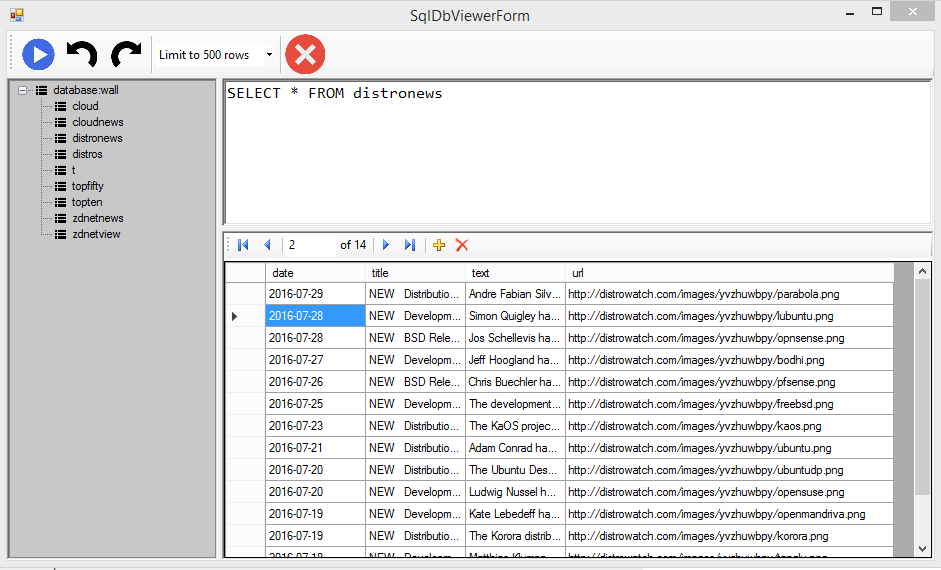 SqlDbViewerForm
Limit to 500 rows
database:wall
cloud
cloudnews
distronews
distros
t
topfifty
topten
zdnetnews
zdnetview
SELECT * FROM distronews
2 of 14
date title text url
2016-07-29 NEW Distributio... Andre Fabian Silv... http://distrowatch.com/images/yvzhuwbpy/parabola.png
2016-07-28 NEW Developm... Simon Quigley ha... http://distrowatch.com/images/yvzhuwbpy/lubuntu.png
2016-07-28 NEW BSD Rele... Jos Schellevis ha... http://distrowatch.com/images/yvzhuwbpy/opnsense.png
2016-07-27 NEW Developm... Jeff Hoogland ha... http://distrowatch.com/images/yvzhuwbpy/bodhi.png
2016-07-26 NEW BSD Rele... Chris Buechler ha... http://distrowatch.com/images/yvzhuwbpy/pfsense.png
2016-07-25 NEW Developm... The development... http://distrowatch.com/images/yvzhuwbpy/freebsd.png
2016-07-23 NEW Distributio... The KaOS projec... http://distrowatch.com/images/yvzhuwbpy/kaos.png
2016-07-21 NEW Distributio... Adam Conrad ha... http://distrowatch.com/images/yvzhuwbpy/ubuntu.png
2016-07-20 NEW Distributio... The Ubuntu Des... http://distrowatch.com/images/yvzhuwbpy/ubuntudp.png
2016-07-20 NEW Developm... Ludwig Nussel h... http://distrowatch.com/images/yvzhuwbpy/opensuse.png
2016-07-19 NEW Developm... Kate Lebedeff ha... http://distrowatch.com/images/yvzhuwbpy/openmandriva.png
2016-07-19 NEW Distributio... The Korora distrib... http://distrowatch.com/images/yvzhuwbpy/korora.png
2016-07-18 NEW Developm...